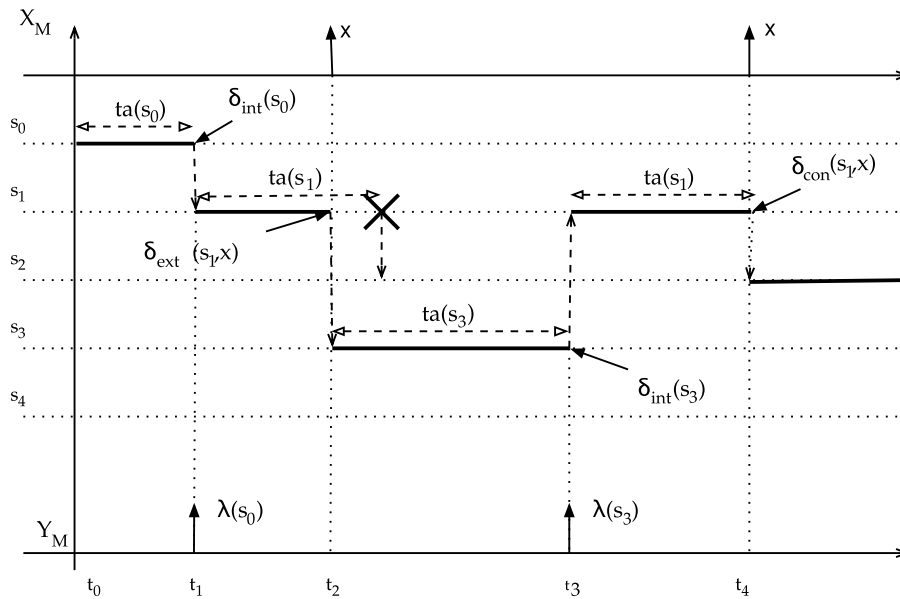 X_M x x
ta(s_0) δ_int(s_0)
s_0
s_1 ta(s_1) ta(s_1) δ_con(s_1,x)
δ_ext (s_1,x)
s_2
s_3 ta(s_3)
δ_int(s_3)
s_4
λ(s_0) λ(s_3)
Y_M
t_0 t_1 t_2 t_3 t_4